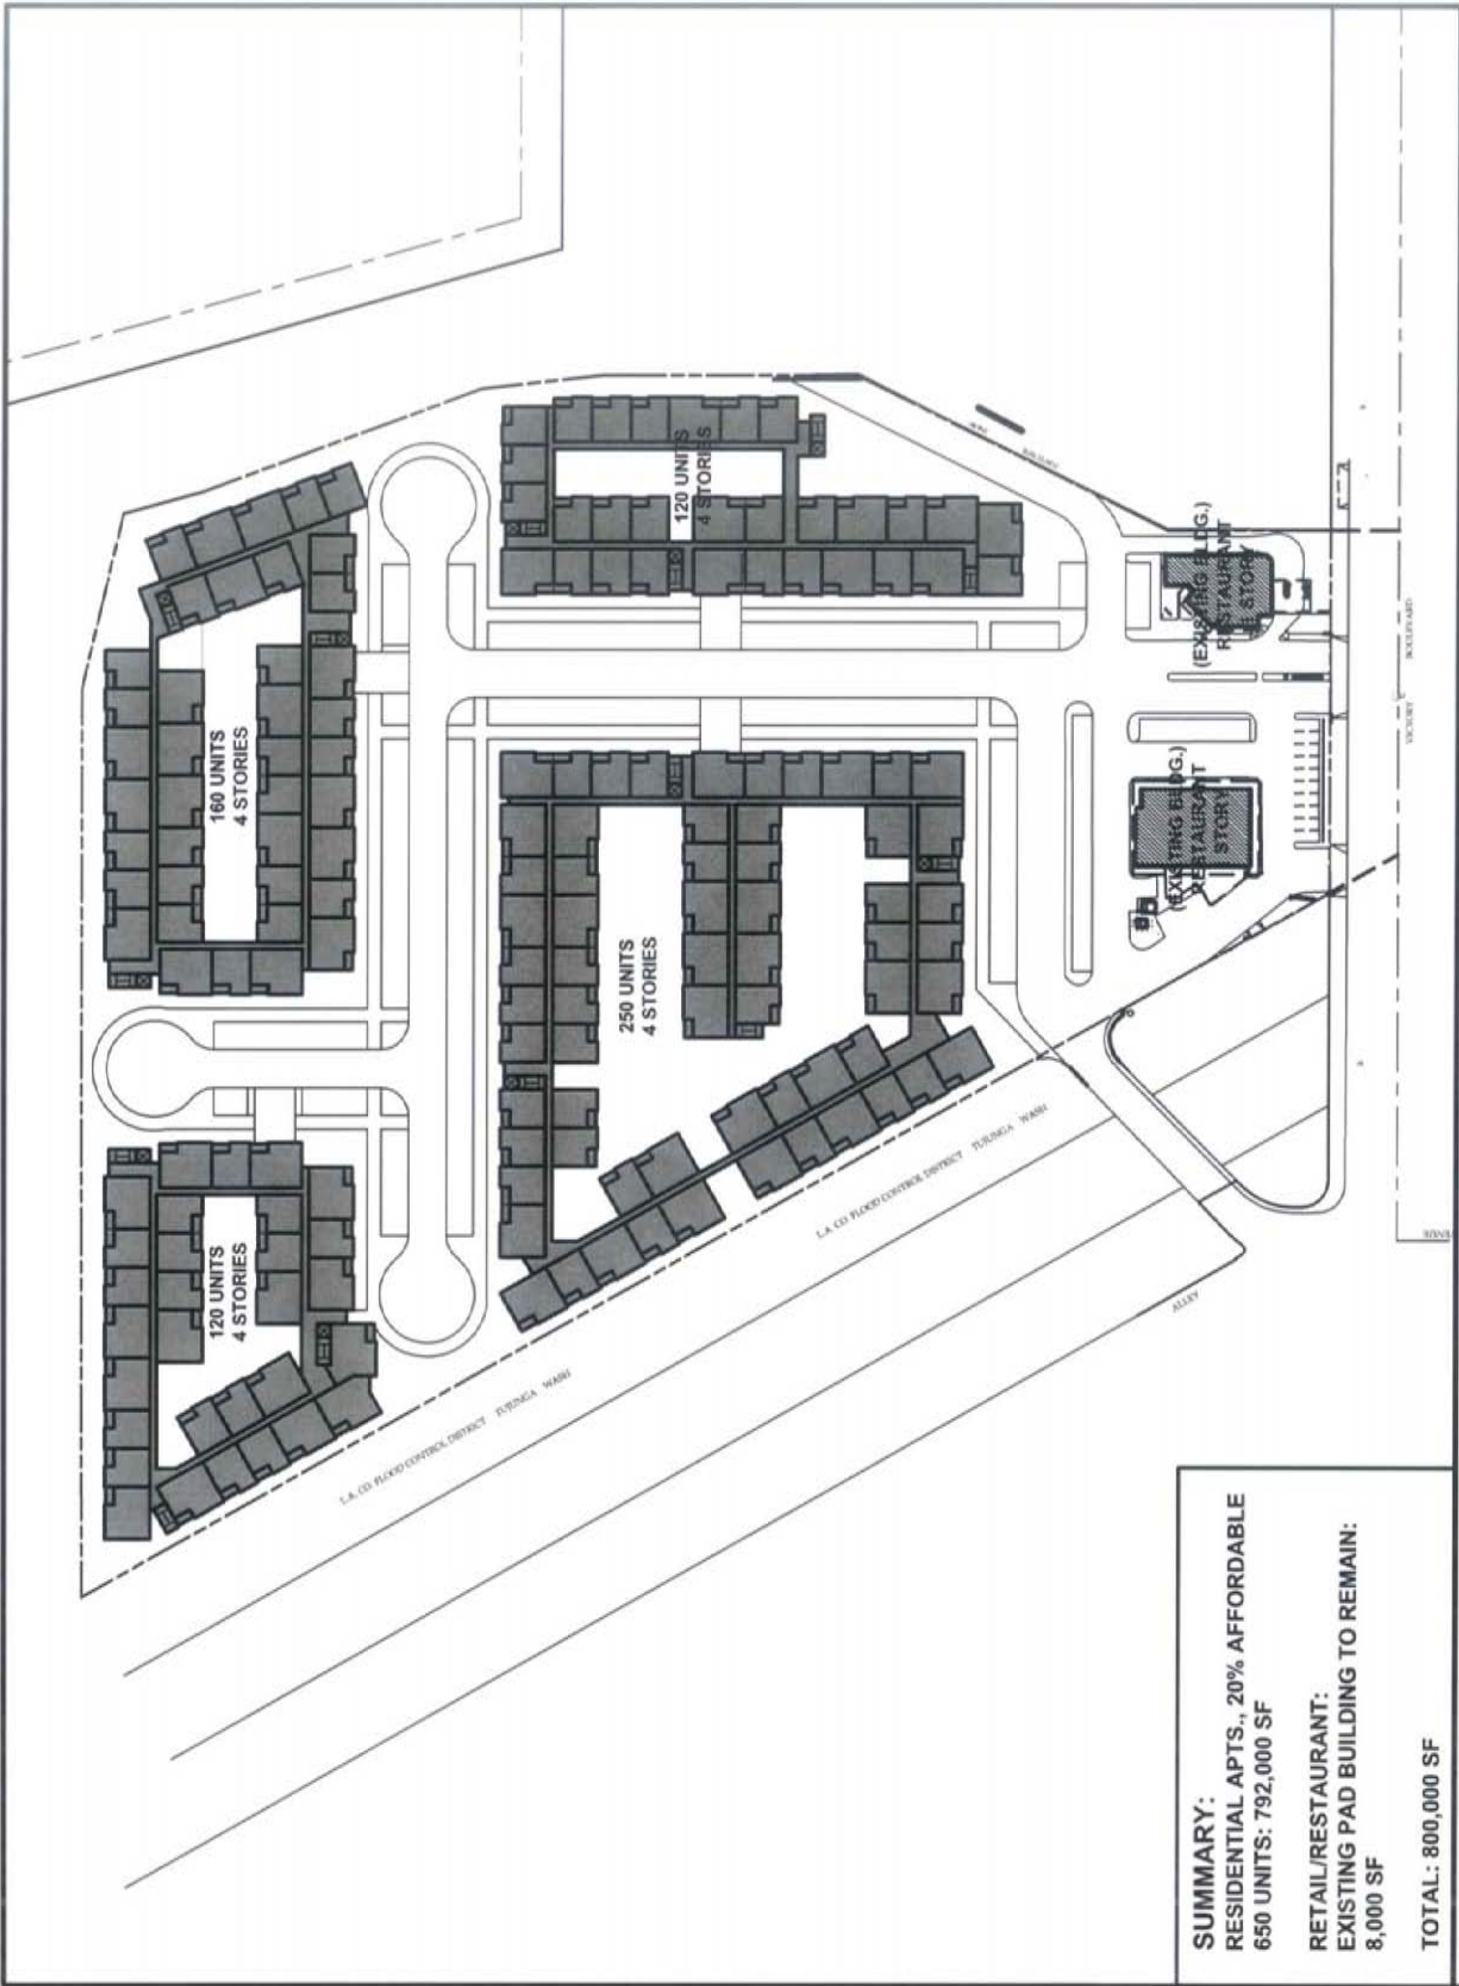 160 UNITS
4 STORIES
120 UNITS
4 STORIES
120 UNITS
4 STORIES
250 UNITS
4 STORIES
(EXISTING BLDG.)
RESTAURANT
STORY
(EXISTING BLDG.)
RESTAURANT
STORY
L.A. CO FLOOD CONTROL DISTRICT TUJUNGA WASH
L.A. CO FLOOD CONTROL DISTRICT TUJUNGA WASH
ALLEY
VICTORY BOULEVARD
SUMMARY:
RESIDENTIAL APTS., 20% AFFORDABLE
650 UNITS: 792,000 SF
RETAIL/RESTAURANT:
EXISTING PAD BUILDING TO REMAIN:
8,000 SF
TOTAL: 800,000 SF